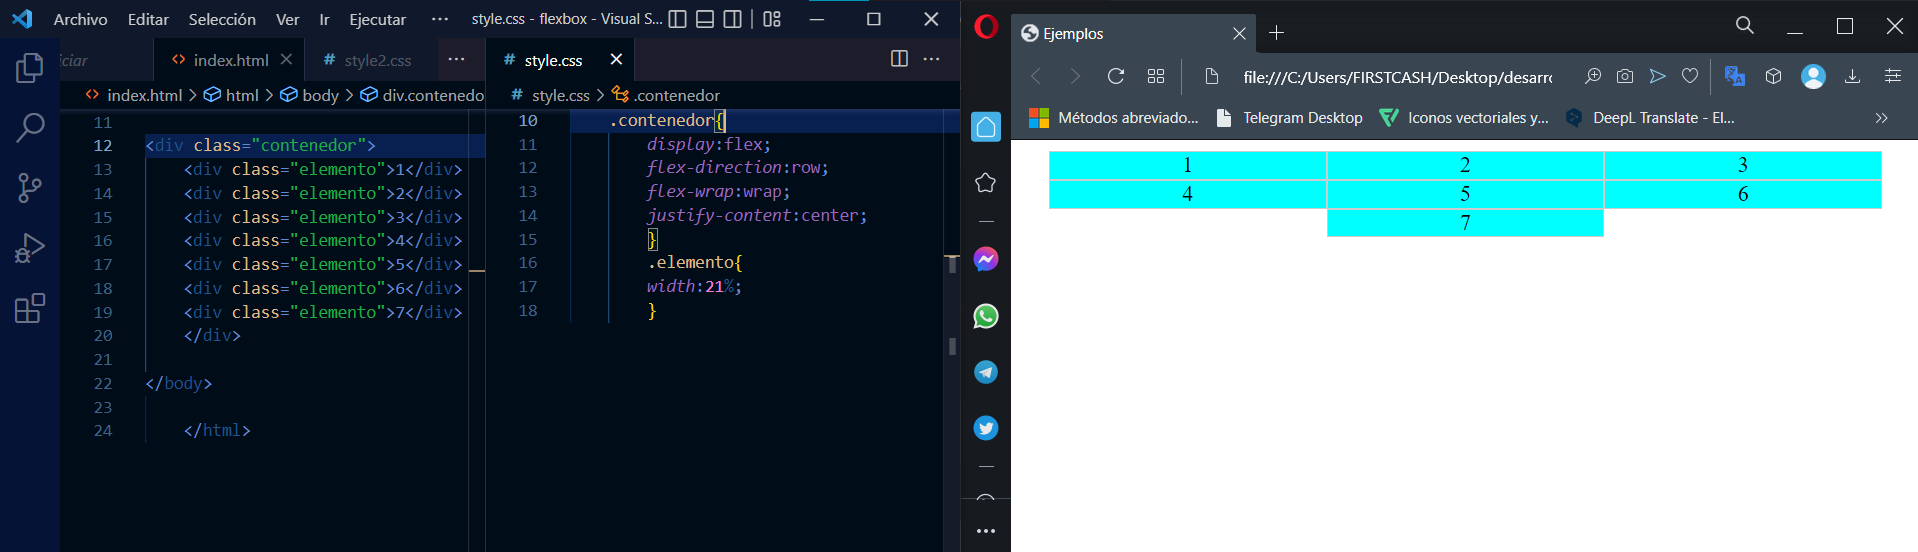 Archivo Editar Selección Ver Ir Ejecutar ··· style.css - flexbox - Visual S...
iciar index.html style2.css ···
index.html > html > body > div.contenedo
11
12 <div class="contenedor">
13 <div class="elemento">1</div>
14 <div class="elemento">2</div>
15 <div class="elemento">3</div>
16 <div class="elemento">4</div>
17 <div class="elemento">5</div>
18 <div class="elemento">6</div>
19 <div class="elemento">7</div>
20 </div>
21
22 </body>
23
24 </html>
# style.css
# style.css > .contenedor
10 .contenedor{
11 display:flex;
12 flex-direction:row;
13 flex-wrap:wrap;
14 justify-content:center;
15 }
16 .elemento{
17 width:21%;
18 }
Ejemplos
file:///C:/Users/FIRSTCASH/Desktop/desarro
Métodos abreviado... Telegram Desktop Iconos vectoriales y... DeepL Translate - El...
1 2 3
4 5 6
7